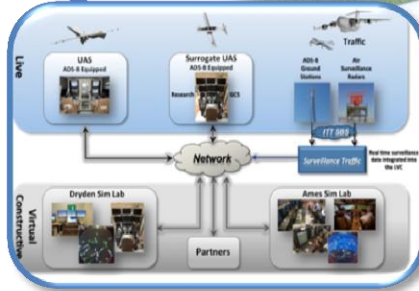 Live
UAS
ADS-B Equipped
Surrogate UAS
ADS-B Equipped
Research
GCS
Traffic
ADS-B
Ground
Stations
Air
Surveillance
Radars
ITT SBS
Surveillance Traffic
Real time surveillance
data integrated into
the LVC
Network
Virtual
Constructive
Dryden Sim Lab
Partners
Ames Sim Lab